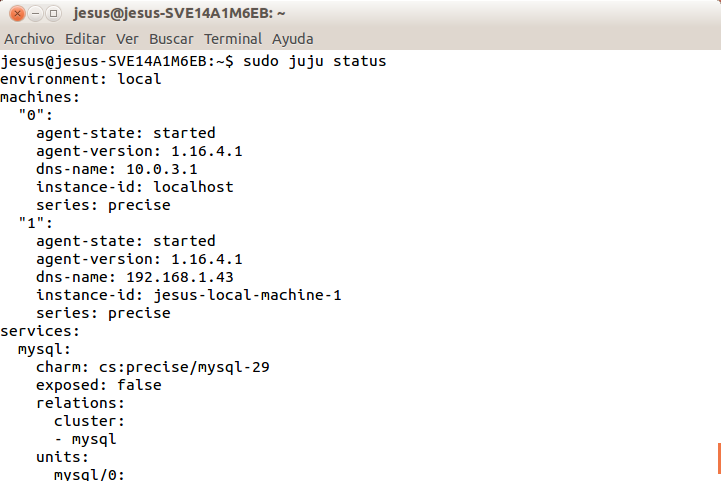 jesus@jesus-SVE14A1M6EB: ~
Archivo Editar Ver Buscar Terminal Ayuda
jesus@jesus-SVE14A1M6EB:~$ sudo juju status
environment: local
machines:
  "0":
    agent-state: started
    agent-version: 1.16.4.1
    dns-name: 10.0.3.1
    instance-id: localhost
    series: precise
  "1":
    agent-state: started
    agent-version: 1.16.4.1
    dns-name: 192.168.1.43
    instance-id: jesus-local-machine-1
    series: precise
services:
  mysql:
    charm: cs:precise/mysql-29
    exposed: false
    relations:
      cluster:
      - mysql
    units:
      mysql/0: